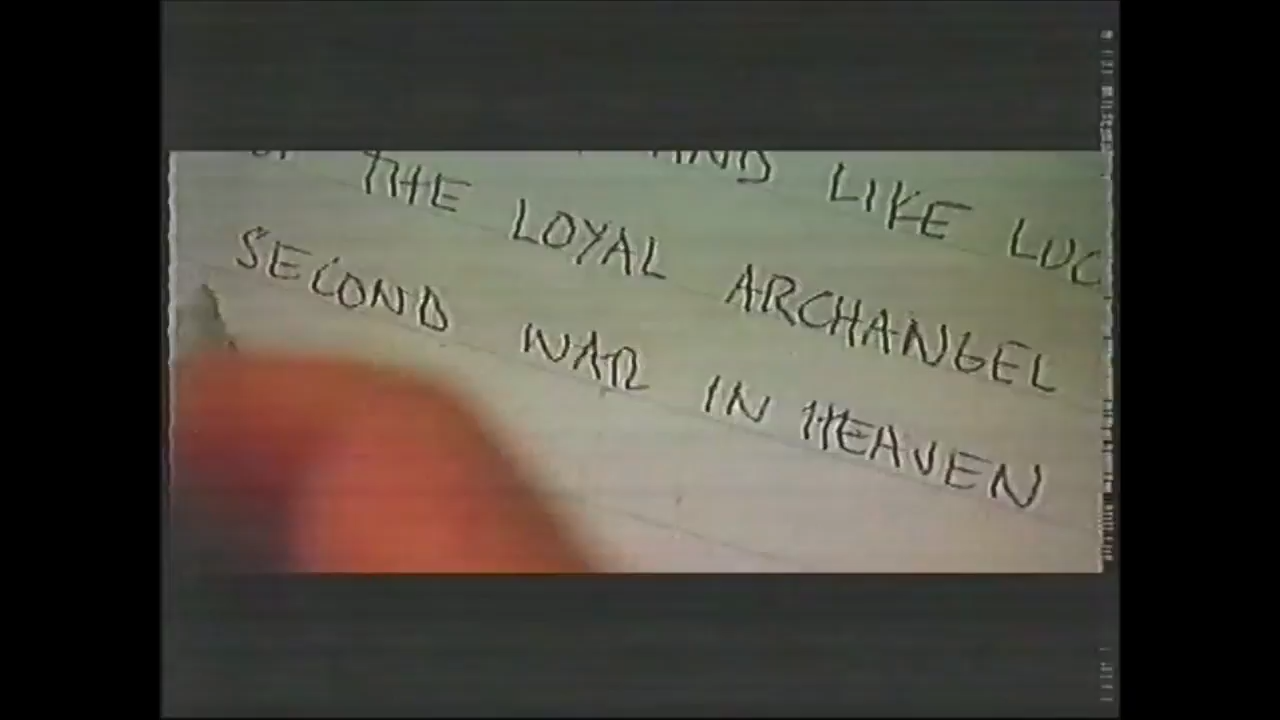 AND LIKE LUC
THE LOYAL ARCHANGEL
SECOND WAR IN HEAVEN